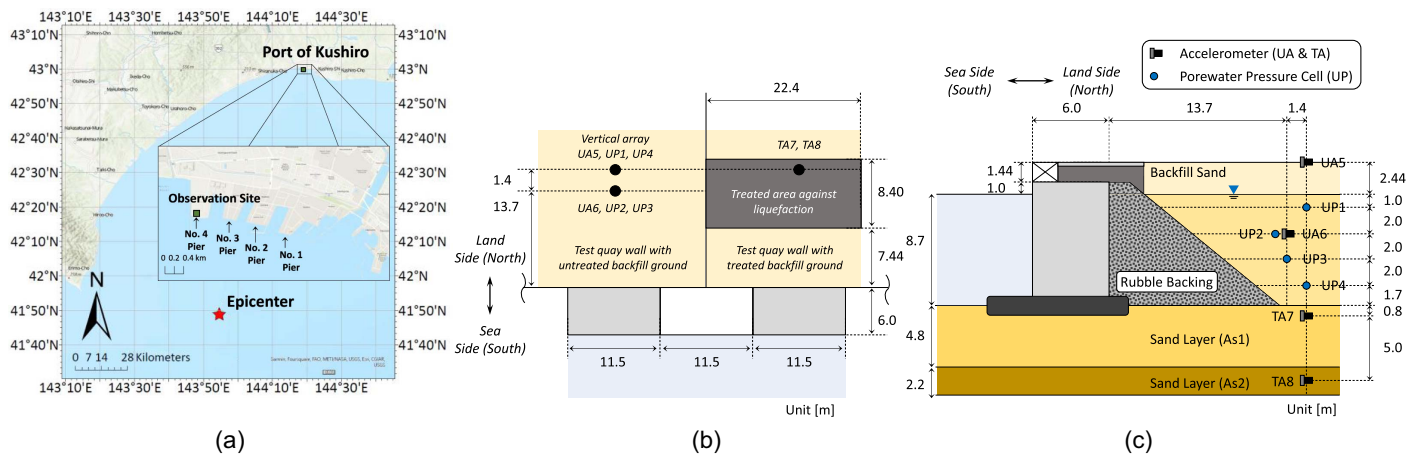 143°10'E 143°30'E 143°50'E 144°10'E 144°30'E
43°10'N 43°10'N
Port of Kushiro
43°N 43°N
42°50'N 42°50'N
42°40'N 42°40'N
42°30'N 42°30'N
42°20'N 42°20'N
42°10'N 42°10'N
42°N 42°N
41°50'N 41°50'N
41°40'N 41°40'N
Observation Site
No. 4 Pier
No. 3 Pier
No. 2 Pier
No. 1 Pier
0 0.2 0.4 km
N
Epicenter
0 7 14 28 Kilometers
143°10'E 143°30'E 143°50'E 144°10'E 144°30'E
(a)
22.4
Vertical array
UA5, UP1, UP4
TA7, TA8
1.4
13.7
UA6, UP2, UP3
Treated area against
liquefaction
8.40
Land
Side (North)
Test quay wall with
untreated backfill ground
Test quay wall with
treated backfill ground
7.44
Sea
Side (South)
6.0
11.5 11.5 11.5
Unit [m]
(b)
Accelerometer (UA & TA)
Porewater Pressure Cell (UP)
Sea Side
(South)
Land Side
(North)
6.0 13.7 1.4
UA5
1.44
1.0
Backfill Sand
2.44
1.0
UP1
2.0
UP2 UA6
2.0
8.7
UP3
2.0
Rubble Backing
UP4
1.7
0.8
TA7
4.8
Sand Layer (As1)
5.0
2.2
Sand Layer (As2)
TA8
Unit [m]
(c)